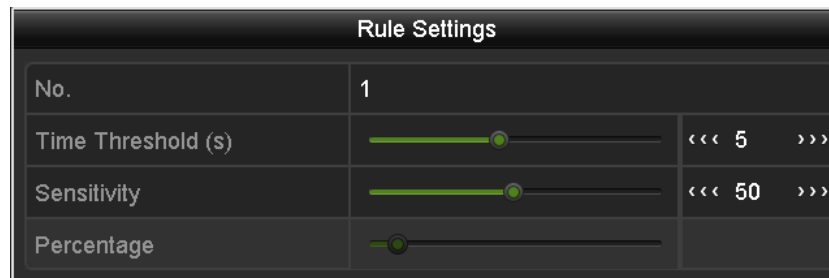 Rule Settings
No. 1
Time Threshold (s) ‹‹‹ 5 ›››
Sensitivity ‹‹‹ 50 ›››
Percentage